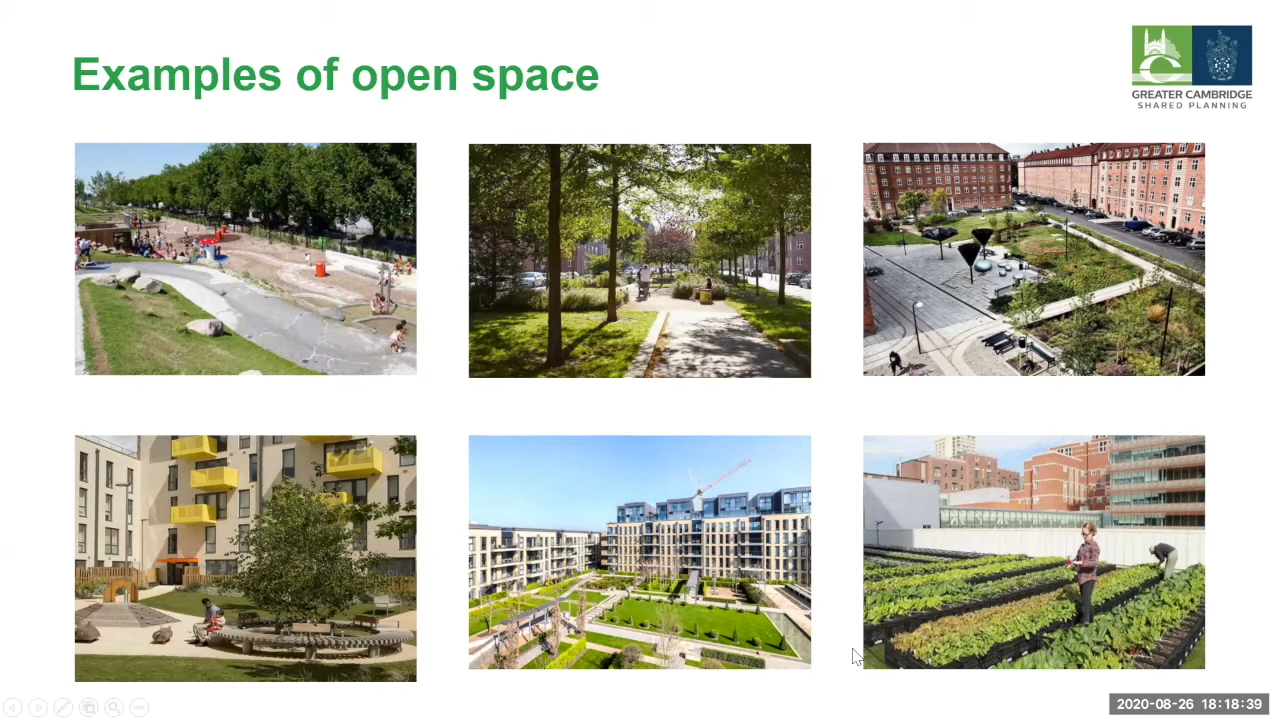 Examples of open space
GREATER CAMBRIDGE
SHARED PLANNING
2020-08-26 18:18:39